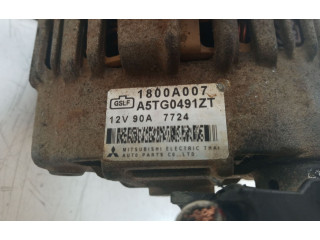 1800A007
GSLF A5TG0491ZT
12V 90A 7724
MITSUBISHI ELECTRIC THAI
AUTO PARTS CO.,LTD.